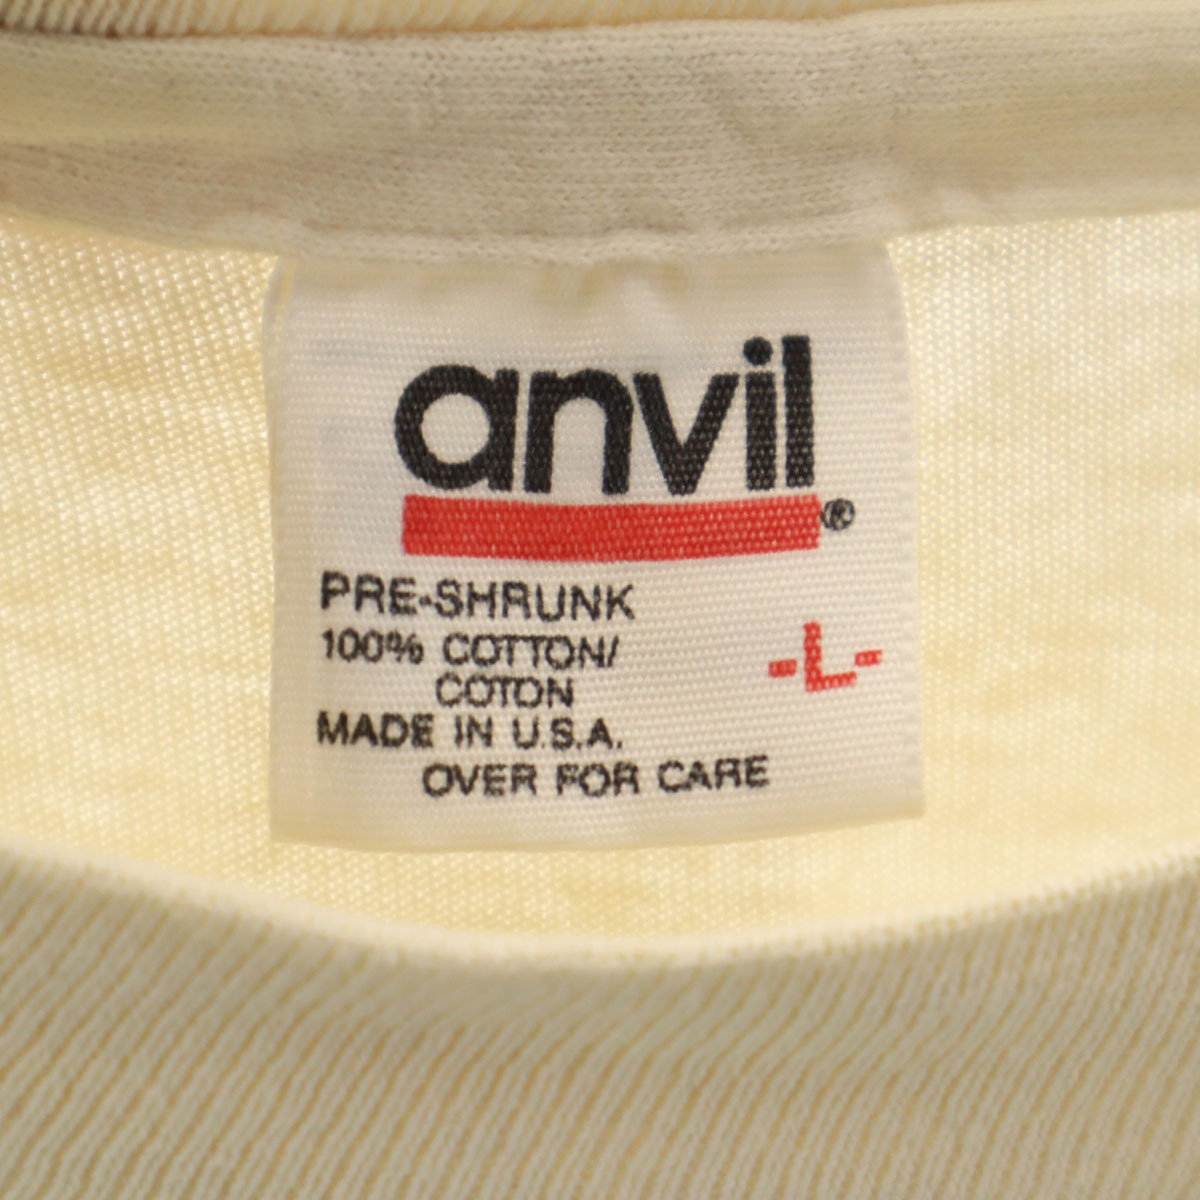 anvil®
PRE-SHRUNK
100% COTTON/
COTON
-L-
MADE IN U.S.A.
OVER FOR CARE